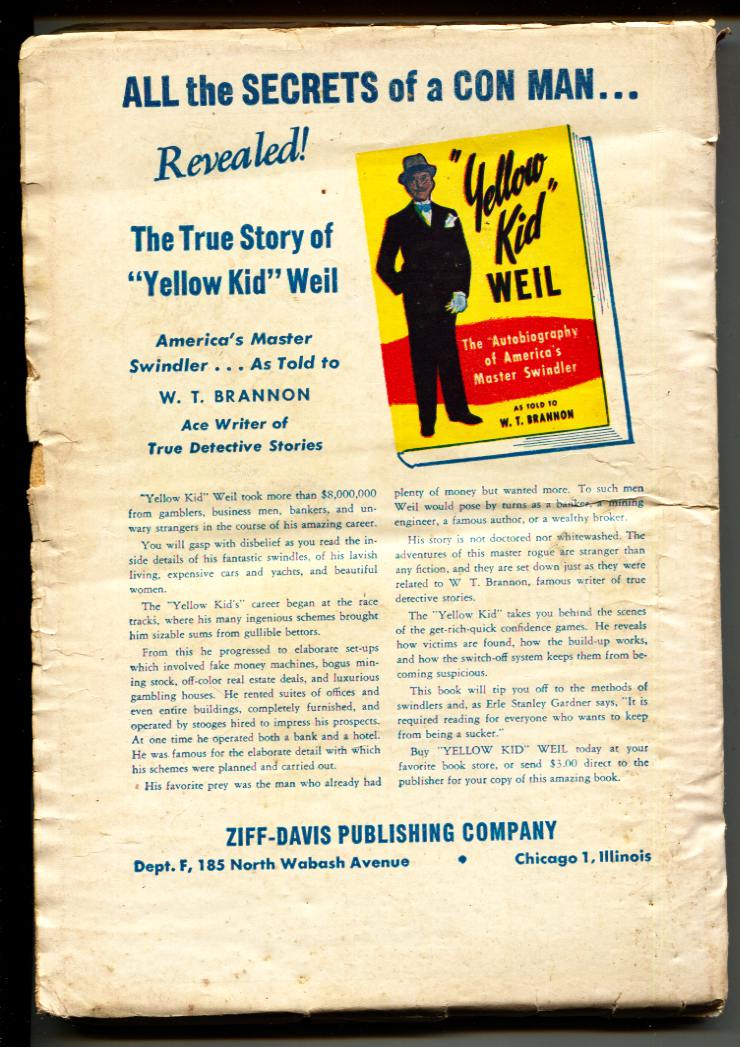 ALL the SECRETS of a CON MAN...
Revealed!
The True Story of
"Yellow Kid" Weil
America's Master
Swindler . . . As Told to
W. T. BRANNON
Ace Writer of
True Detective Stories
"Yellow
Kid"
WEIL
The Autobiography
of America's
Master Swindler
AS TOLD TO
W. T. BRANNON
"Yellow Kid" Weil took more than $8,000,000
from gamblers, business men, bankers, and un-
wary strangers in the course of his amazing career.
You will gasp with disbelief as you read the in-
side details of his fantastic swindles, of his lavish
living, expensive cars and yachts, and beautiful
women.
The "Yellow Kid's" career began at the race
tracks, where his many ingenious schemes brought
him sizable sums from gullible bettors.
From this he progressed to elaborate set-ups
which involved fake money machines, bogus min-
ing stock, off-color real estate deals, and luxurious
gambling houses. He rented suites of offices and
even entire buildings, completely furnished, and
operated by stooges hired to impress his prospects.
At one time he operated both a bank and a hotel.
He was famous for the elaborate detail with which
his schemes were planned and carried out.
His favorite prey was the man who already had
plenty of money but wanted more. To such men
Weil would pose by turns as a banker, a mining
engineer, a famous author, or a wealthy broker.
His story is not doctored nor whitewashed. The
adventures of this master rogue are stranger than
any fiction, and they are set down just as they were
related to W T. Brannon, famous writer of true
detective stories.
The "Yellow Kid" takes you behind the scenes
of the get-rich-quick confidence games. He reveals
how victims are found, how the build-up works,
and how the switch-off system keeps them from be-
coming suspicious.
This book will tip you off to the methods of
swindlers and, as Erle Stanley Gardner says, "It is
required reading for everyone who wants to keep
from being a sucker."
Buy "YELLOW KID" WEIL today at your
favorite book store, or send $3.00 direct to the
publisher for your copy of this amazing book.
ZIFF-DAVIS PUBLISHING COMPANY
Dept. F, 185 North Wabash Avenue • Chicago 1, Illinois